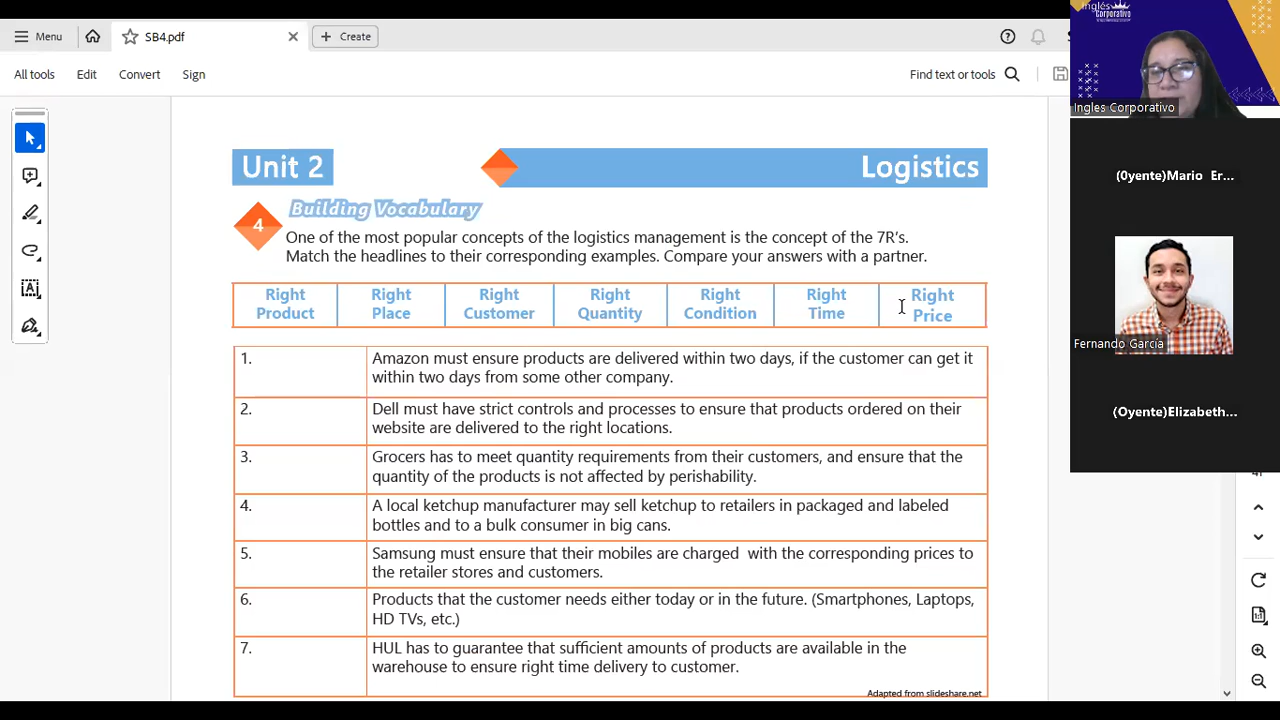 Menu
SB4.pdf
Create
All tools
Edit
Convert
Sign
Find text or tools
Unit 2
Logistics
4
Building Vocabulary
One of the most popular concepts of the logistics management is the concept of the 7R's.
Match the headlines to their corresponding examples. Compare your answers with a partner.
Right Product
Right Place
Right Customer
Right Quantity
Right Condition
Right Time
Right Price
1.
Amazon must ensure products are delivered within two days, if the customer can get it
within two days from some other company.
2.
Dell must have strict controls and processes to ensure that products ordered on their
website are delivered to the right locations.
3.
Grocers has to meet quantity requirements from their customers, and ensure that the
quantity of the products is not affected by perishability.
4.
A local ketchup manufacturer may sell ketchup to retailers in packaged and labeled
bottles and to a bulk consumer in big cans.
5.
Samsung must ensure that their mobiles are charged with the corresponding prices to
the retailer stores and customers.
6.
Products that the customer needs either today or in the future. (Smartphones, Laptops,
HD TVs, etc.)
7.
HUL has to guarantee that sufficient amounts of products are available in the
warehouse to ensure right time delivery to customer.
Adapted from slideshare.net
Inglés
Corporativo
Ingles Corporativo
(0yente)Mario Er...
Fernando García
(Oyente)Elizabeth...